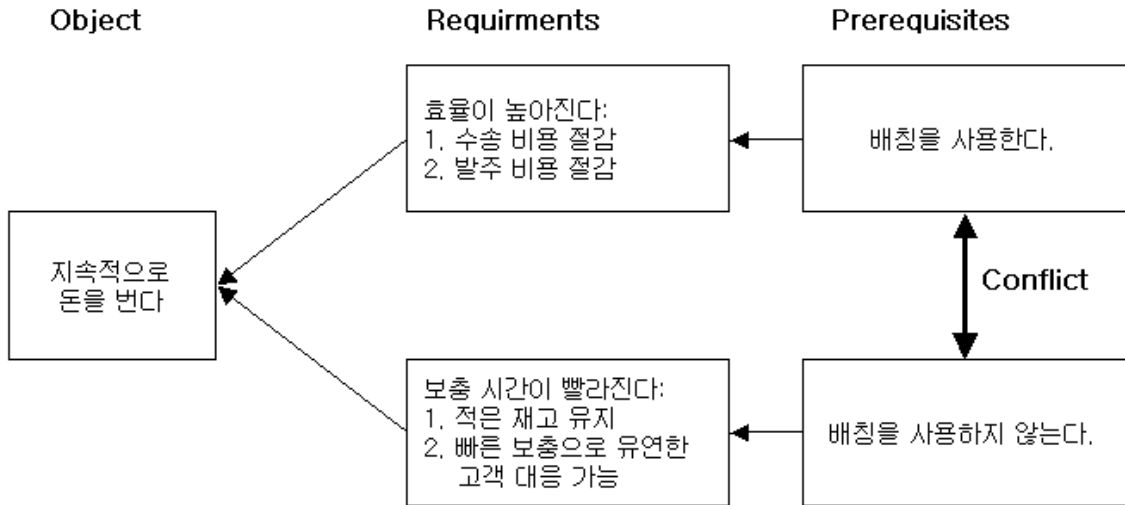 Object
Requirments
Prerequisites
효율이 높아진다:
1. 수송 비용 절감
2. 발주 비용 절감
배칭을 사용한다.
지속적으로
돈을 번다
Conflict
보충 시간이 빨라진다:
1. 적은 재고 유지
2. 빠른 보충으로 유연한
고객 대응 가능
배칭을 사용하지 않는다.